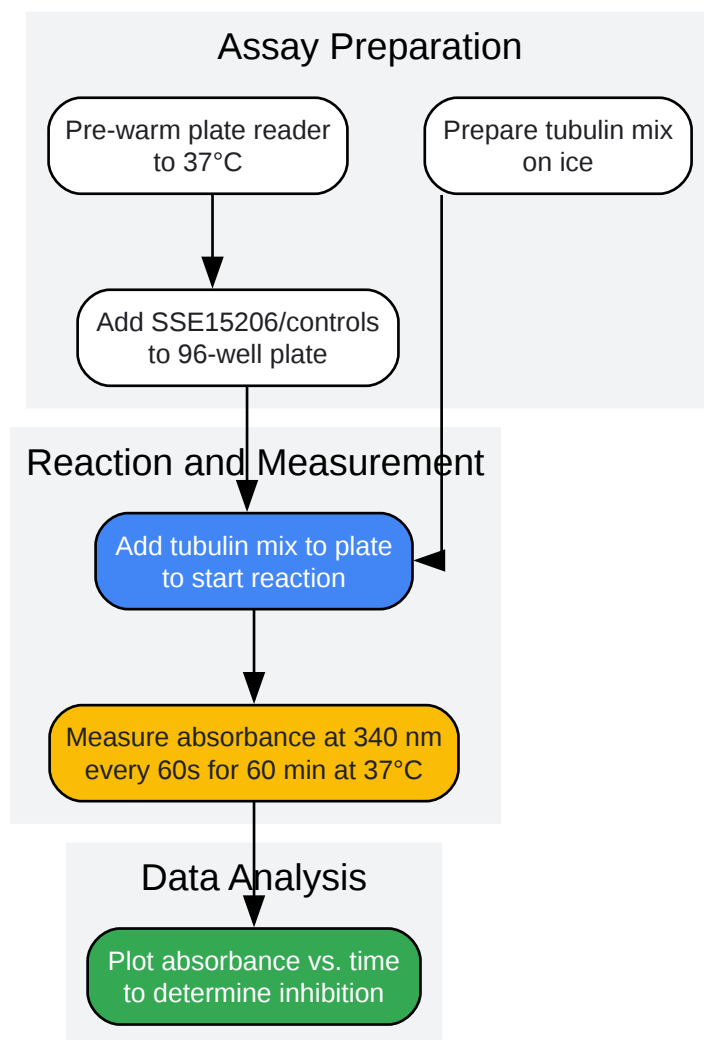 Assay Preparation
Pre-warm plate reader
to 37°C
Prepare tubulin mix
on ice
Add SSE15206/controls
to 96-well plate
Reaction and Measurement
Add tubulin mix to plate
to start reaction
Measure absorbance at 340 nm
every 60s for 60 min at 37°C
Data Analysis
Plot absorbance vs. time
to determine inhibition